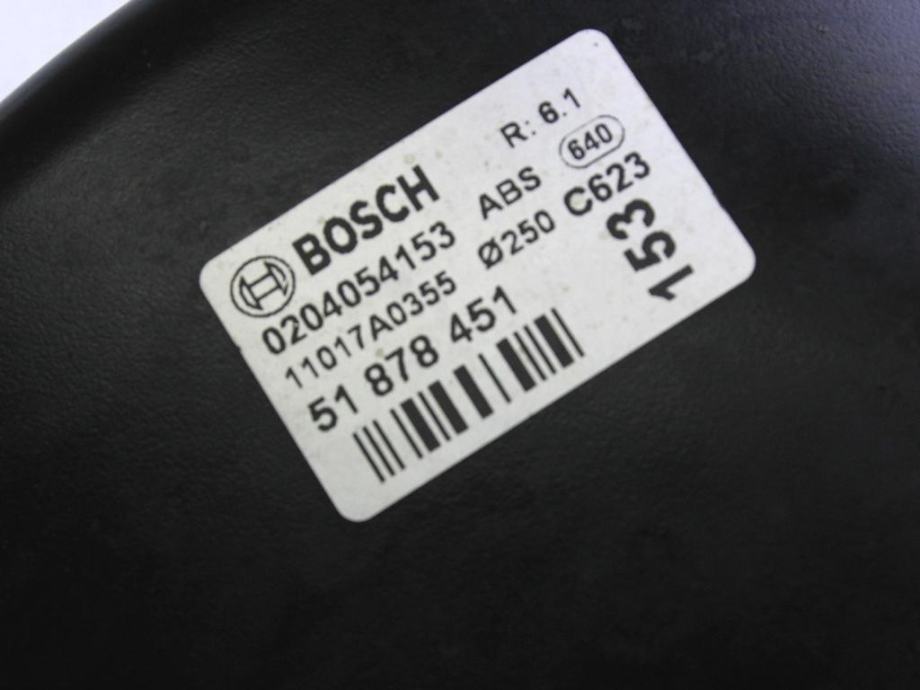 BOSCH R: 6.1
0204054153 ABS 640
11017A0355 Ø250 C623
51 878 451
153